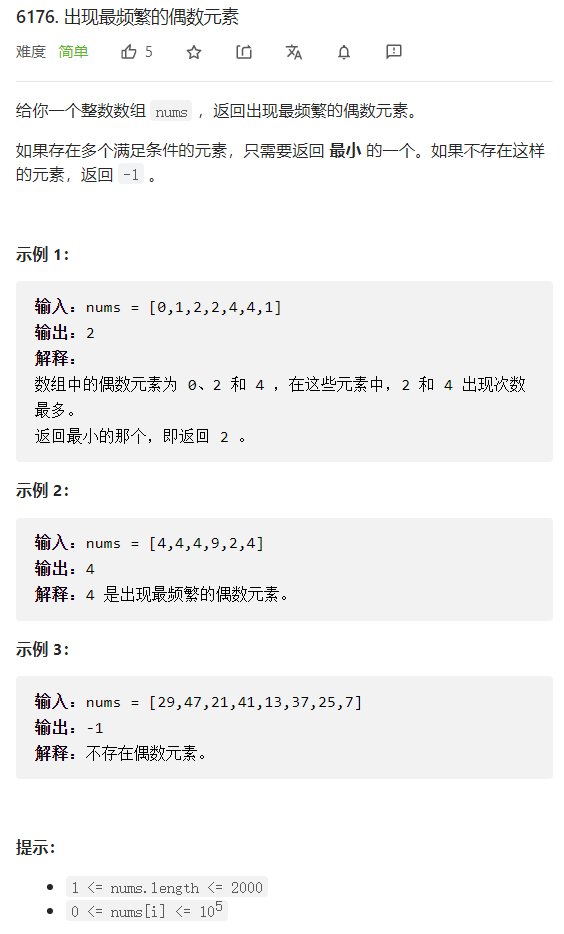 6176. 出现最频繁的偶数元素
难度 简单 5
给你一个整数数组 nums ，返回出现最频繁的偶数元素。
如果存在多个满足条件的元素，只需要返回 最小 的一个。如果不存在这样
的元素，返回 -1 。
示例 1：
输入：nums = [0,1,2,2,4,4,1]
输出：2
解释：
数组中的偶数元素为 0、2 和 4 ，在这些元素中，2 和 4 出现次数
最多。
返回最小的那个，即返回 2 。
示例 2：
输入：nums = [4,4,4,9,2,4]
输出：4
解释：4 是出现最频繁的偶数元素。
示例 3：
输入：nums = [29,47,21,41,13,37,25,7]
输出：-1
解释：不存在偶数元素。
提示：
1 <= nums.length <= 2000
0 <= nums[i] <= 10⁵